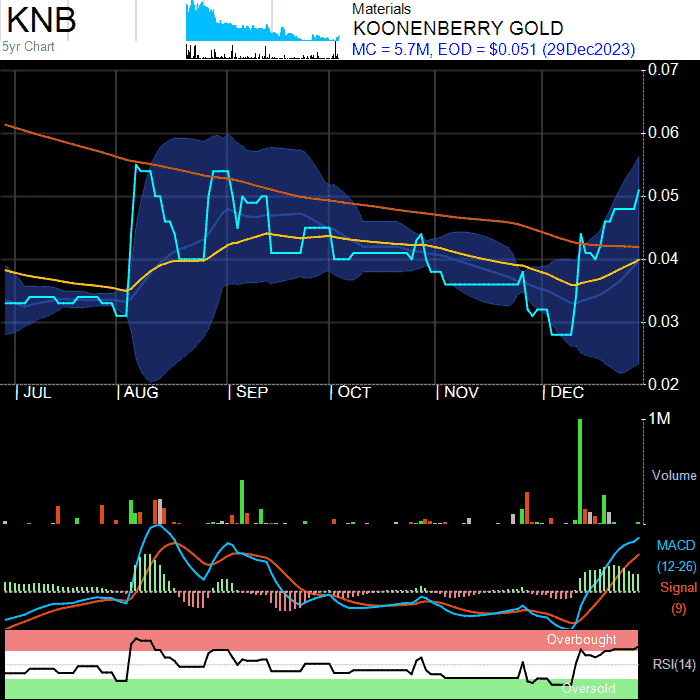 KNB
5yr Chart
Materials
KOONENBERRY GOLD
MC = 5.7M, EOD = $0.051 (29Dec2023)
0.07
0.06
0.05
0.04
0.03
0.02
| JUL | AUG | SEP | OCT | NOV | DEC
1M
Volume
MACD
(12-26)
Signal
(9)
Overbought
RSI(14)
Oversold